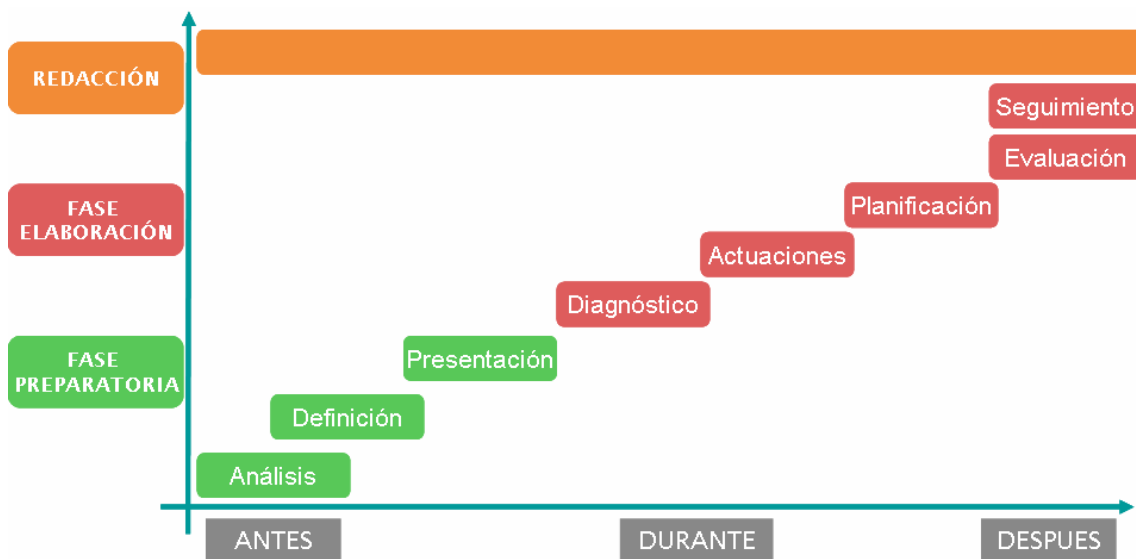 REDACCIÓN
Seguimiento
Evaluación
FASE
ELABORACIÓN
Planificación
Actuaciones
Diagnóstico
FASE
PREPARATORIA
Presentación
Definición
Análisis
ANTES
DURANTE
DESPUES